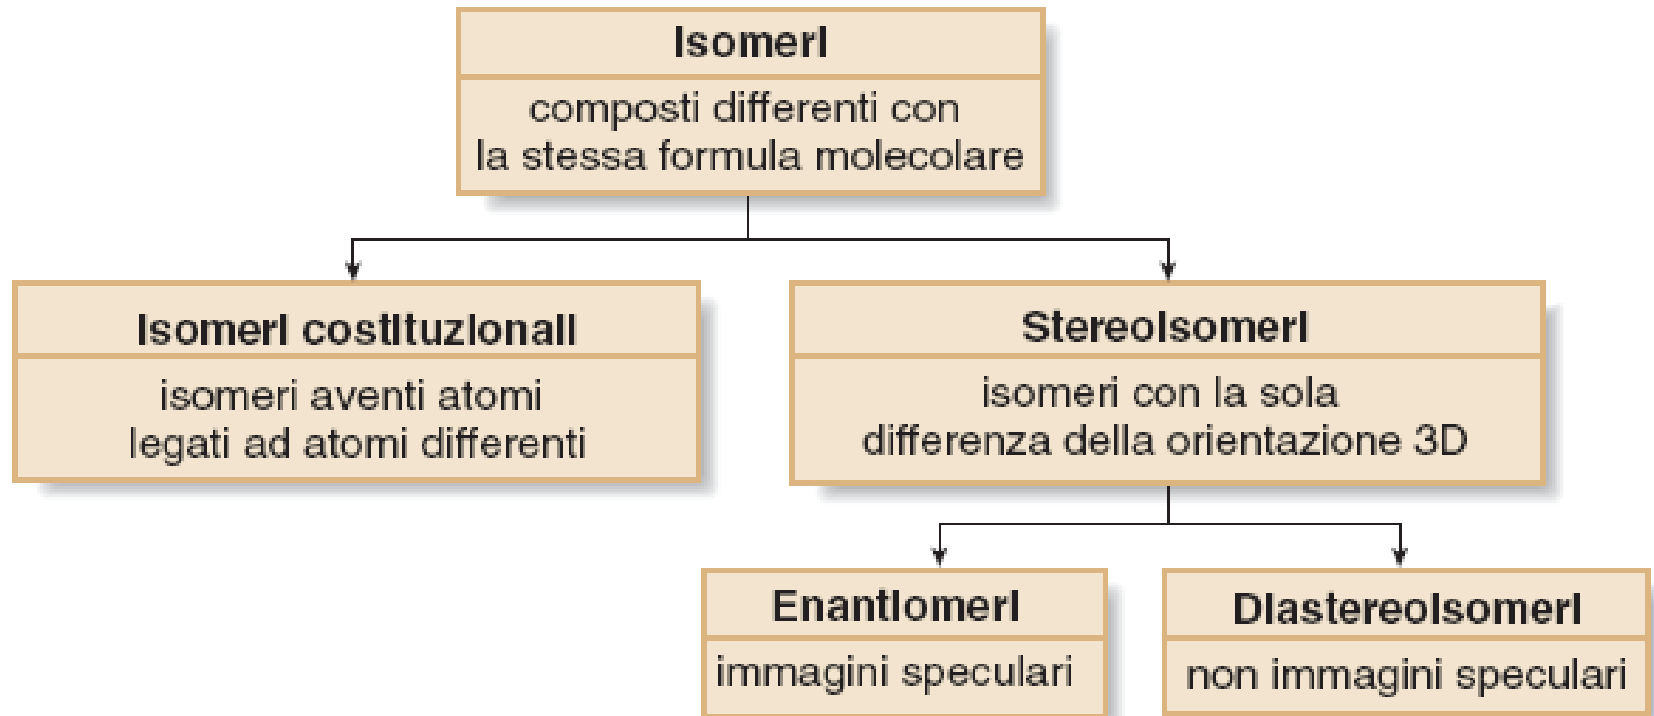 Isomeri
composti differenti con
la stessa formula molecolare
Isomeri costituzionali
isomeri aventi atomi
legati ad atomi differenti
Stereoisomeri
isomeri con la sola
differenza della orientazione 3D
Enantiomeri
immagini speculari
Diastereoisomeri
non immagini speculari